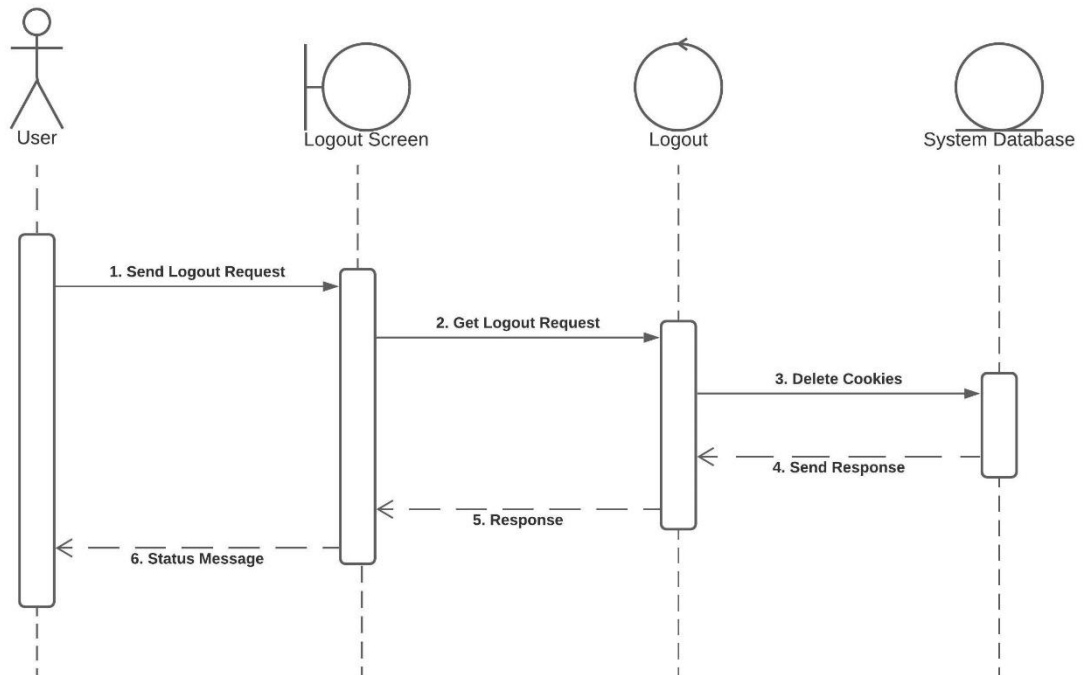 User
Logout Screen
Logout
System Database
1. Send Logout Request
2. Get Logout Request
3. Delete Cookies
4. Send Response
5. Response
6. Status Message